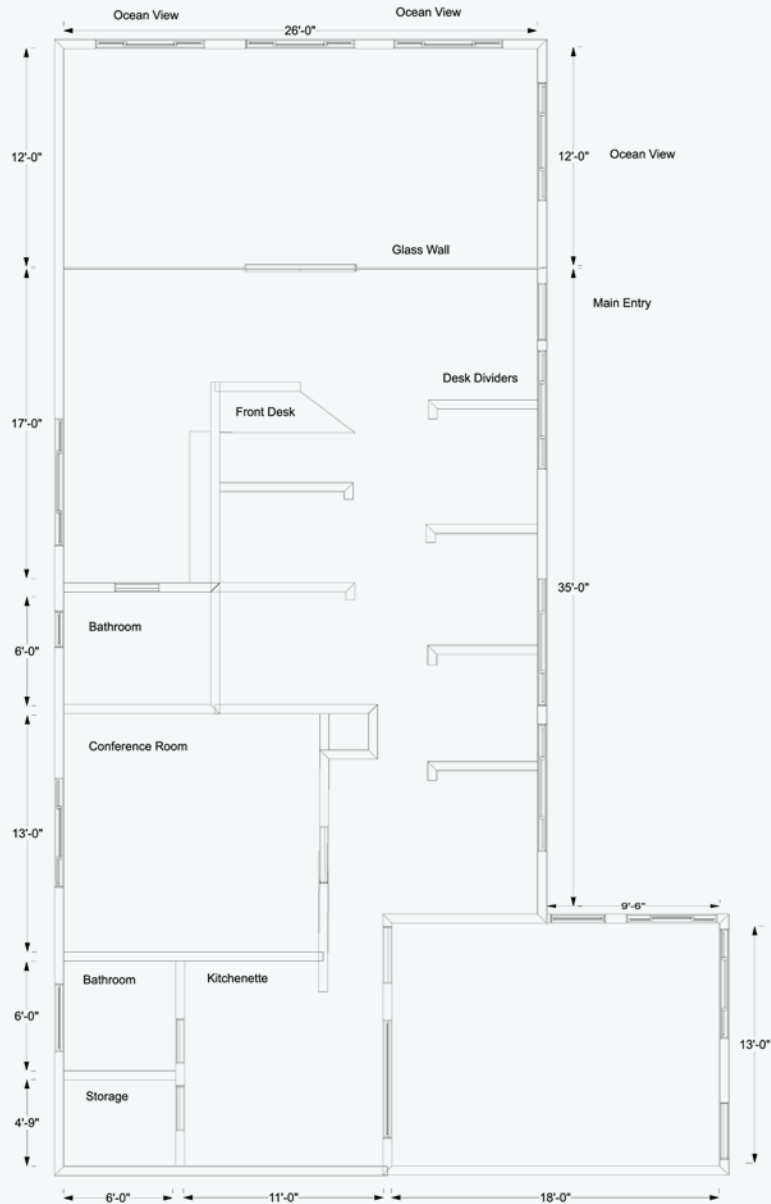 Ocean View
Ocean View
26'-0"
12'-0"
12'-0"
Ocean View
Glass Wall
Main Entry
Desk Dividers
Front Desk
17'-0"
35'-0"
Bathroom
6'-0"
Conference Room
13'-0"
9'-6"
Bathroom
Kitchenette
6'-0"
13'-0"
Storage
4'-9"
6'-0"
11'-0"
18'-0"